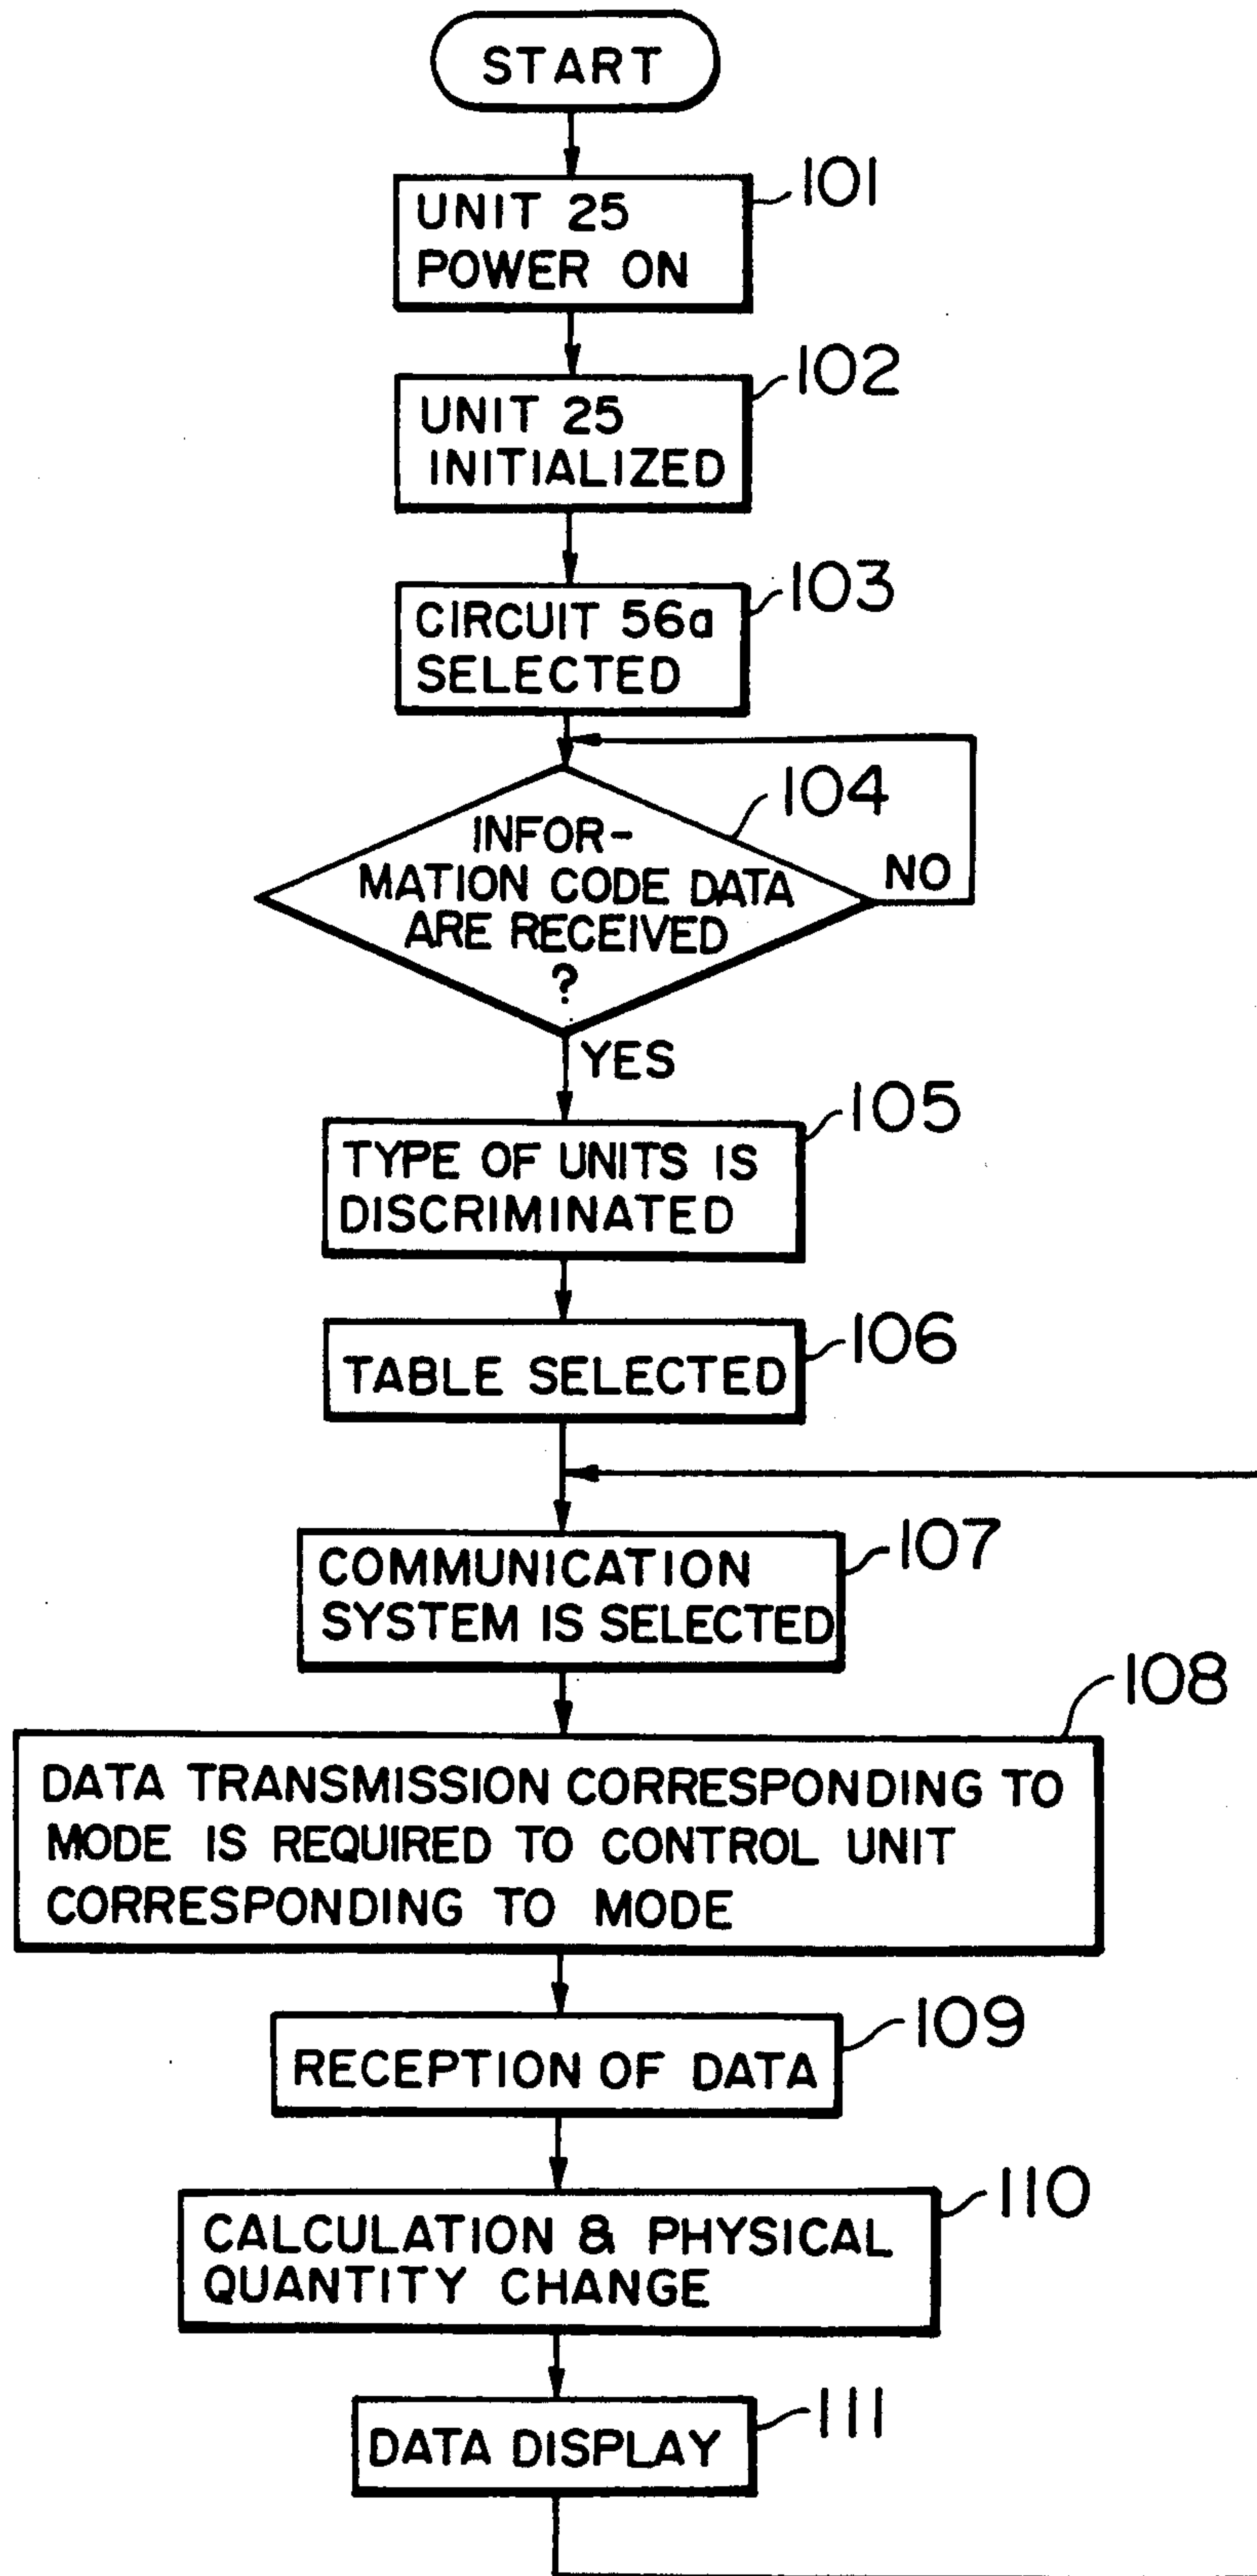 START
101
UNIT 25
POWER ON
102
UNIT 25
INITIALIZED
103
CIRCUIT 56a
SELECTED
104
INFOR-
MATION CODE DATA
ARE RECEIVED
?
NO
YES
105
TYPE OF UNITS IS
DISCRIMINATED
106
TABLE SELECTED
107
COMMUNICATION
SYSTEM IS SELECTED
108
DATA TRANSMISSION CORRESPONDING TO
MODE IS REQUIRED TO CONTROL UNIT
CORRESPONDING TO MODE
109
RECEPTION OF DATA
110
CALCULATION & PHYSICAL
QUANTITY CHANGE
111
DATA DISPLAY